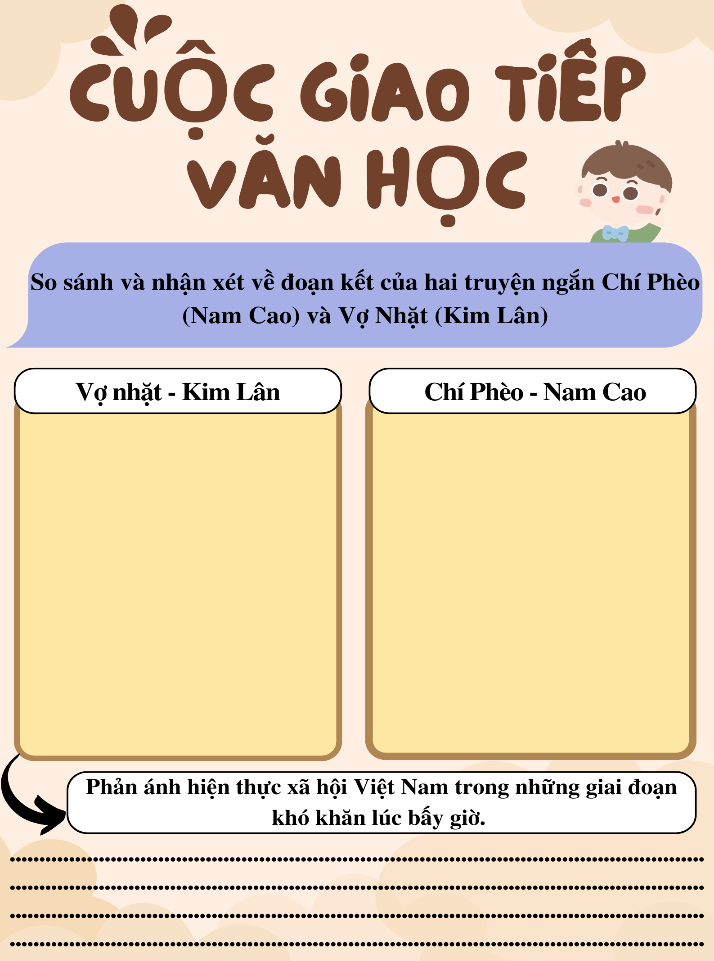 CUỘC GIAO TIẾP
VĂN HỌC
So sánh và nhận xét về đoạn kết của hai truyện ngắn Chí Phèo
(Nam Cao) và Vợ Nhặt (Kim Lân)
Vợ nhặt - Kim Lân
Chí Phèo - Nam Cao
Phản ánh hiện thực xã hội Việt Nam trong những giai đoạn
khó khăn lúc bấy giờ.